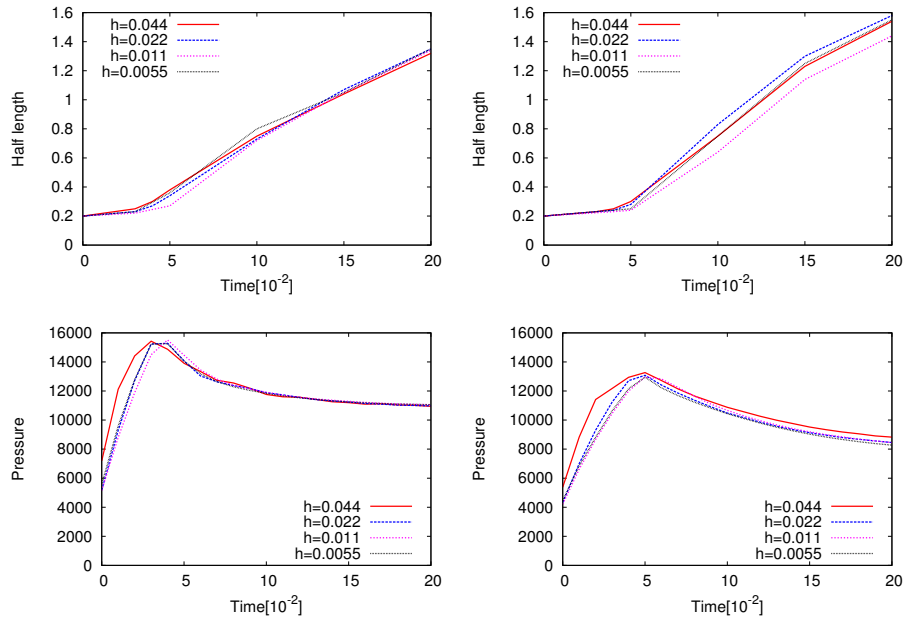 1.6
1.4
1.2
1
0.8
0.6
0.4
0.2
0
Half length
h=0.044
h=0.022
h=0.011
h=0.0055
0 5 10 15 20
Time[10⁻²]
1.6
1.4
1.2
1
0.8
0.6
0.4
0.2
0
Half length
h=0.044
h=0.022
h=0.011
h=0.0055
0 5 10 15 20
Time[10⁻²]
16000
14000
12000
10000
8000
6000
4000
2000
0
Pressure
h=0.044
h=0.022
h=0.011
h=0.0055
0 5 10 15 20
Time[10⁻²]
16000
14000
12000
10000
8000
6000
4000
2000
0
Pressure
h=0.044
h=0.022
h=0.011
h=0.0055
0 5 10 15 20
Time[10⁻²]